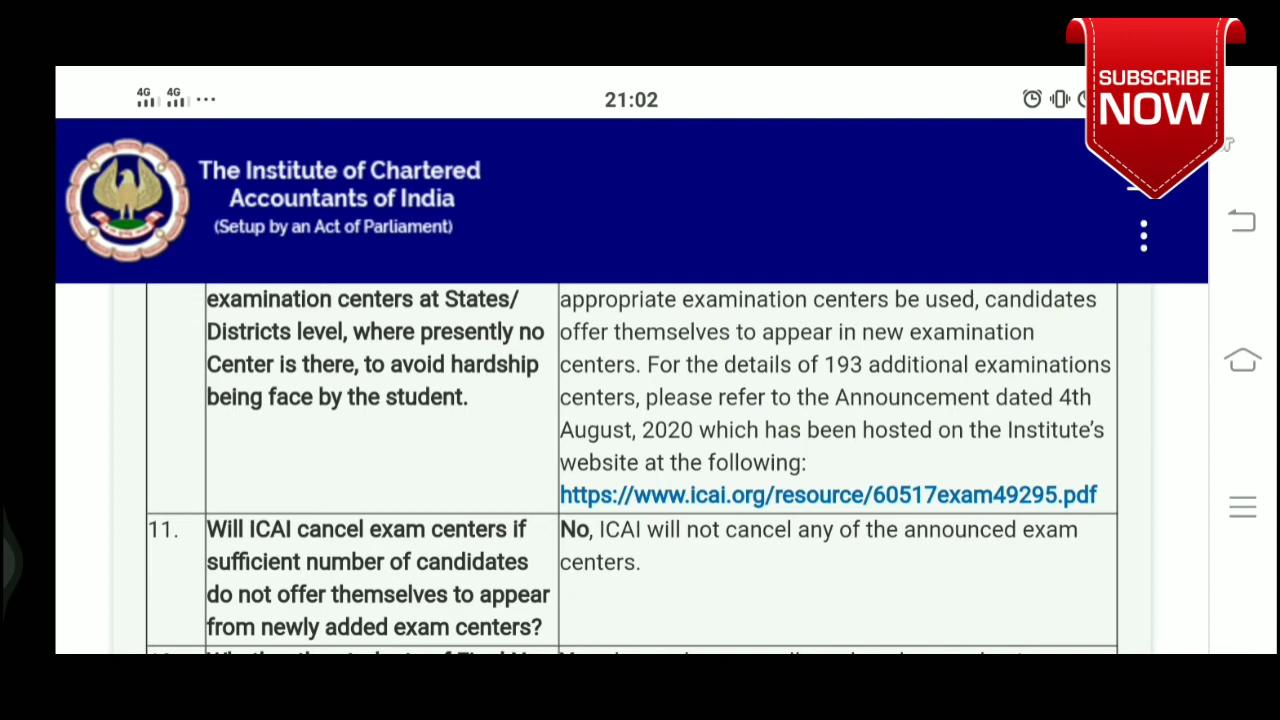 SUBSCRIBE
NOW
4G 4G
21:02
The Institute of Chartered
Accountants of India
(Setup by an Act of Parliament)
examination centers at States/
Districts level, where presently no
Center is there, to avoid hardship
being face by the student.
appropriate examination centers be used, candidates
offer themselves to appear in new examination
centers. For the details of 193 additional examinations
centers, please refer to the Announcement dated 4th
August, 2020 which has been hosted on the Institute's
website at the following:
https://www.icai.org/resource/60517exam49295.pdf
11.
Will ICAI cancel exam centers if
sufficient number of candidates
do not offer themselves to appear
from newly added exam centers?
No, ICAI will not cancel any of the announced exam
centers.